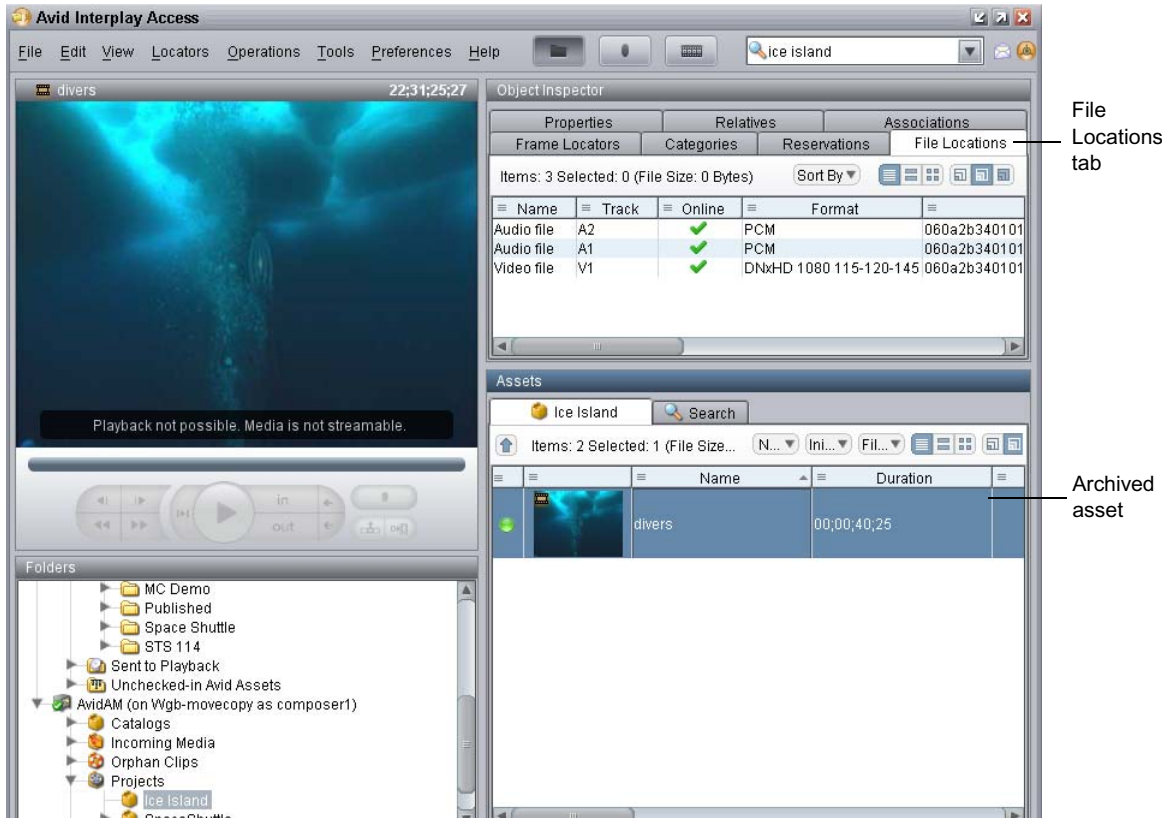 Avid Interplay Access
File Edit View Locators Operations Tools Preferences Help
ice island
divers 22;31;25;27
Playback not possible. Media is not streamable.
in
out
Folders
MC Demo
Published
Space Shuttle
STS 114
Sent to Playback
Unchecked-in Avid Assets
AvidAM (on Wgb-movecopy as composer1)
Catalogs
Incoming Media
Orphan Clips
Projects
Ice Island
SpaceShuttle
Object Inspector
Properties Relatives Associations
Frame Locators Categories Reservations File Locations
Items: 3 Selected: 0 (File Size: 0 Bytes) Sort By
Name Track Online Format
Audio file A2 PCM 060a2b340101
Audio file A1 PCM 060a2b340101
Video file V1 DNxHD 1080 115-120-145 060a2b340101
Assets
Ice Island Search
Items: 2 Selected: 1 (File Size... N... Ini... Fil...
Name Duration
divers 00;00;40;25
File
Locations
tab
Archived
asset